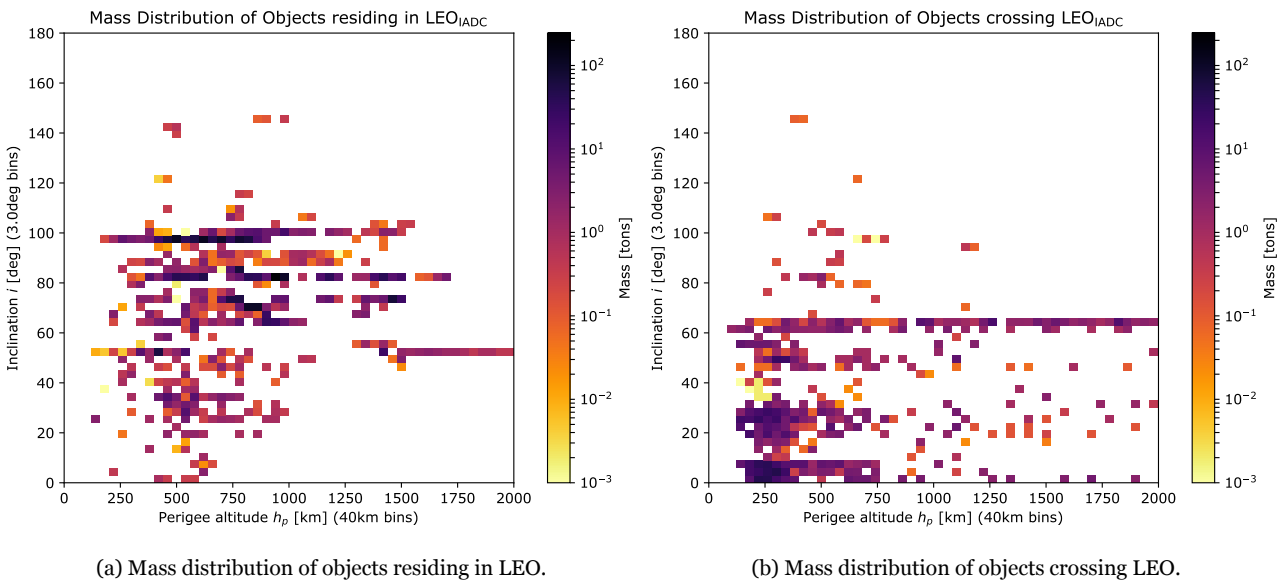 Mass Distribution of Objects residing in LEO_IADC
180
160
140
120
100
80
60
40
20
0
Inclination i [deg] (3.0deg bins)
0 250 500 750 1000 1250 1500 1750 2000
Perigee altitude h_p [km] (40km bins)
10^2
10^1
10^0
10^−1
10^−2
10^−3
Mass [tons]
(a) Mass distribution of objects residing in LEO.
Mass Distribution of Objects crossing LEO_IADC
180
160
140
120
100
80
60
40
20
0
Inclination i [deg] (3.0deg bins)
0 250 500 750 1000 1250 1500 1750 2000
Perigee altitude h_p [km] (40km bins)
10^2
10^1
10^0
10^−1
10^−2
10^−3
Mass [tons]
(b) Mass distribution of objects crossing LEO.